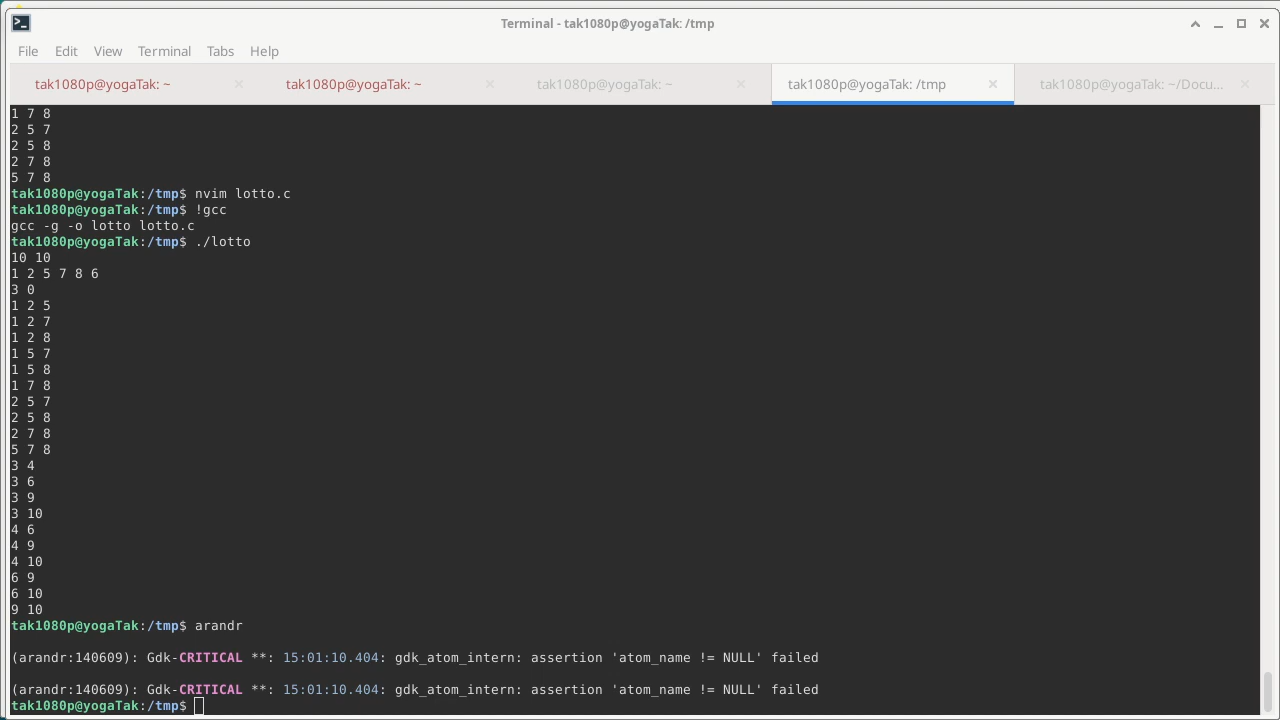 Terminal - tak1080p@yogaTak: /tmp
File Edit View Terminal Tabs Help
tak1080p@yogaTak: ~ tak1080p@yogaTak: ~ tak1080p@yogaTak: ~ tak1080p@yogaTak: /tmp tak1080p@yogaTak: ~/Docu...
1 7 8
2 5 7
2 5 8
2 7 8
5 7 8
tak1080p@yogaTak:/tmp$ nvim lotto.c
tak1080p@yogaTak:/tmp$ !gcc
gcc -g -o lotto lotto.c
tak1080p@yogaTak:/tmp$ ./lotto
10 10
1 2 5 7 8 6
3 0
1 2 5
1 2 7
1 2 8
1 5 7
1 5 8
1 7 8
2 5 7
2 5 8
2 7 8
5 7 8
3 4
3 6
3 9
3 10
4 6
4 9
4 10
6 9
6 10
9 10
tak1080p@yogaTak:/tmp$ arandr
(arandr:140609): Gdk-CRITICAL **: 15:01:10.404: gdk_atom_intern: assertion 'atom_name != NULL' failed
(arandr:140609): Gdk-CRITICAL **: 15:01:10.404: gdk_atom_intern: assertion 'atom_name != NULL' failed
tak1080p@yogaTak:/tmp$